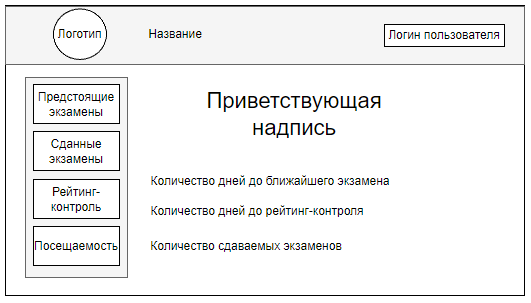 Логотип
Название
Логин пользователя
Предстоящие
экзамены
Сданные
экзамены
Рейтинг-
контроль
Посещаемость
Приветствующая
надпись
Количество дней до ближайшего экзамена
Количество дней до рейтинг-контроля
Количество сдаваемых экзаменов